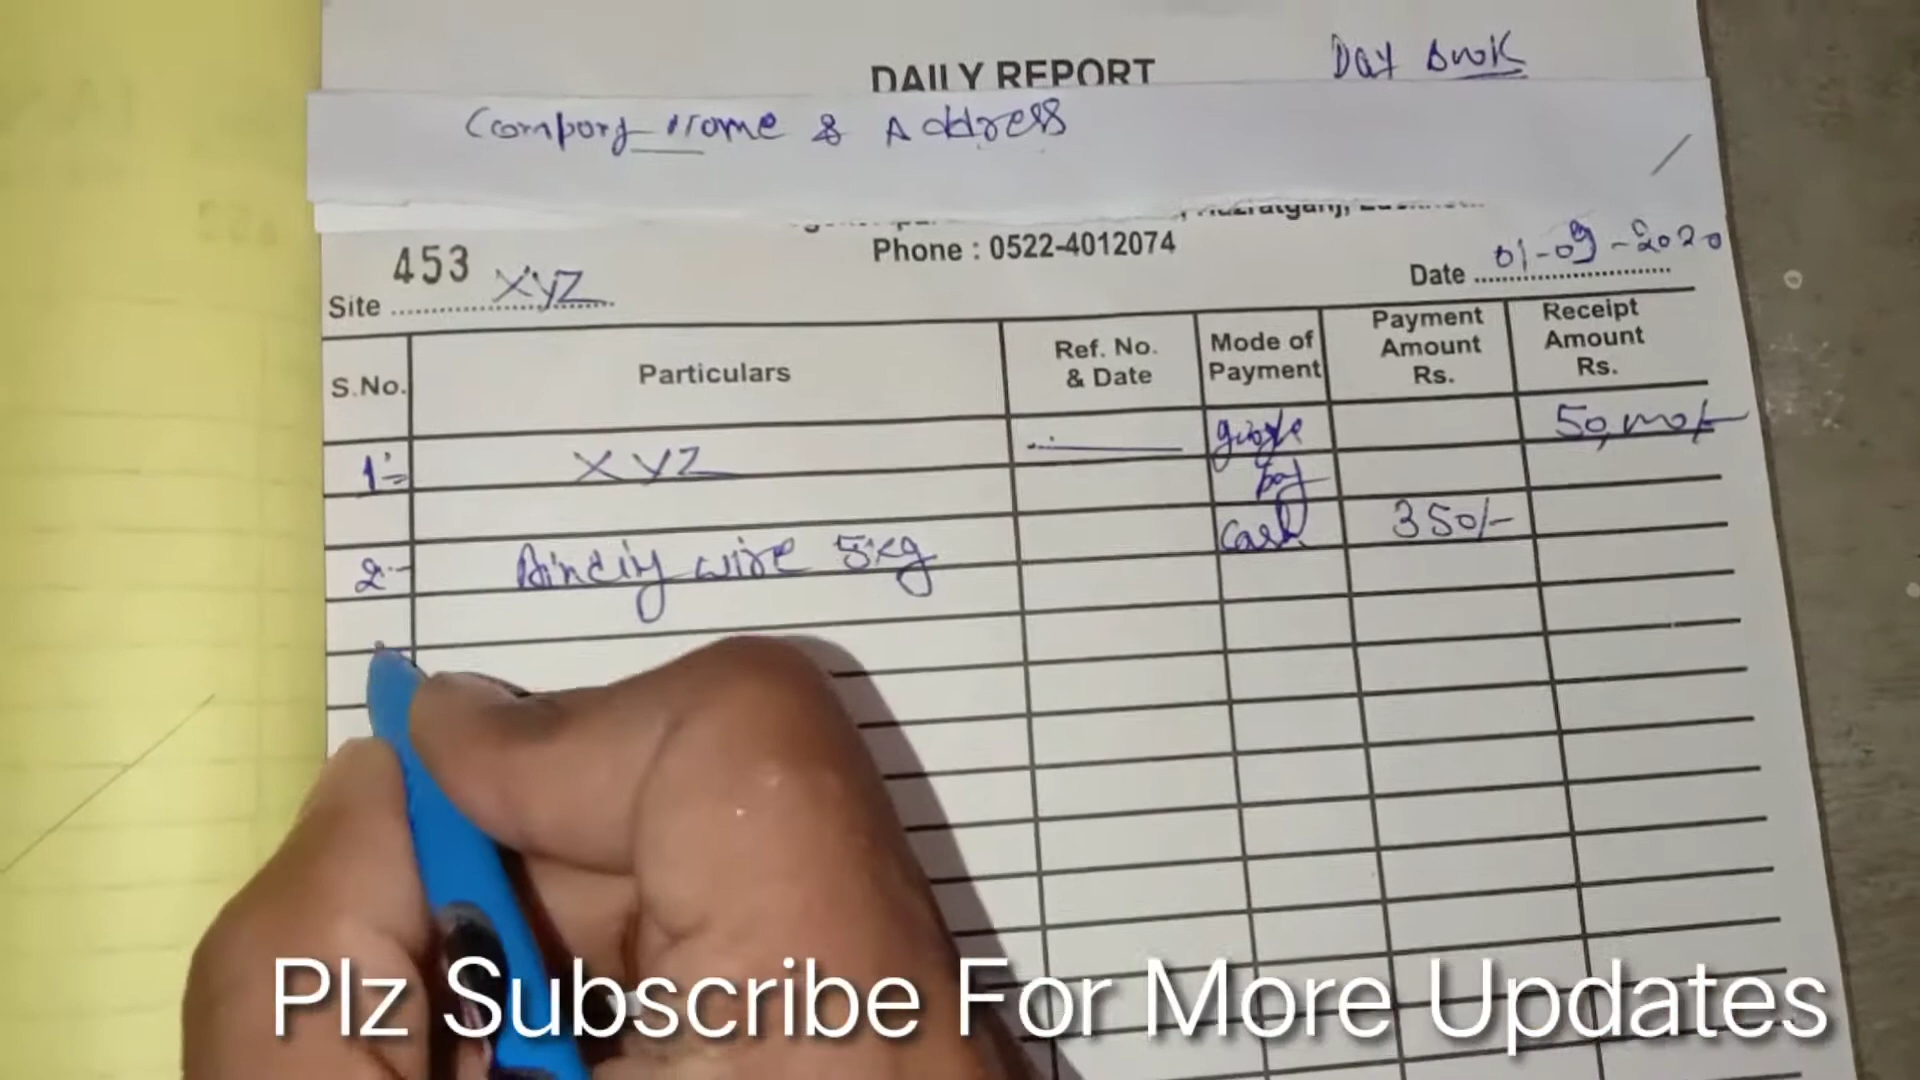 DAILY REPORT Day Book
Company Name & Address
Hazratganj,
Phone : 0522-4012074
453
Site XYZ Date 01-09-2020
S.No. Particulars Ref. No. & Date Mode of Payment Payment Amount Rs. Receipt Amount Rs.
1:- XYZ google pay 50,000/-
2:- Binding wire 5kg Cash 350/-
Plz Subscribe For More Updates